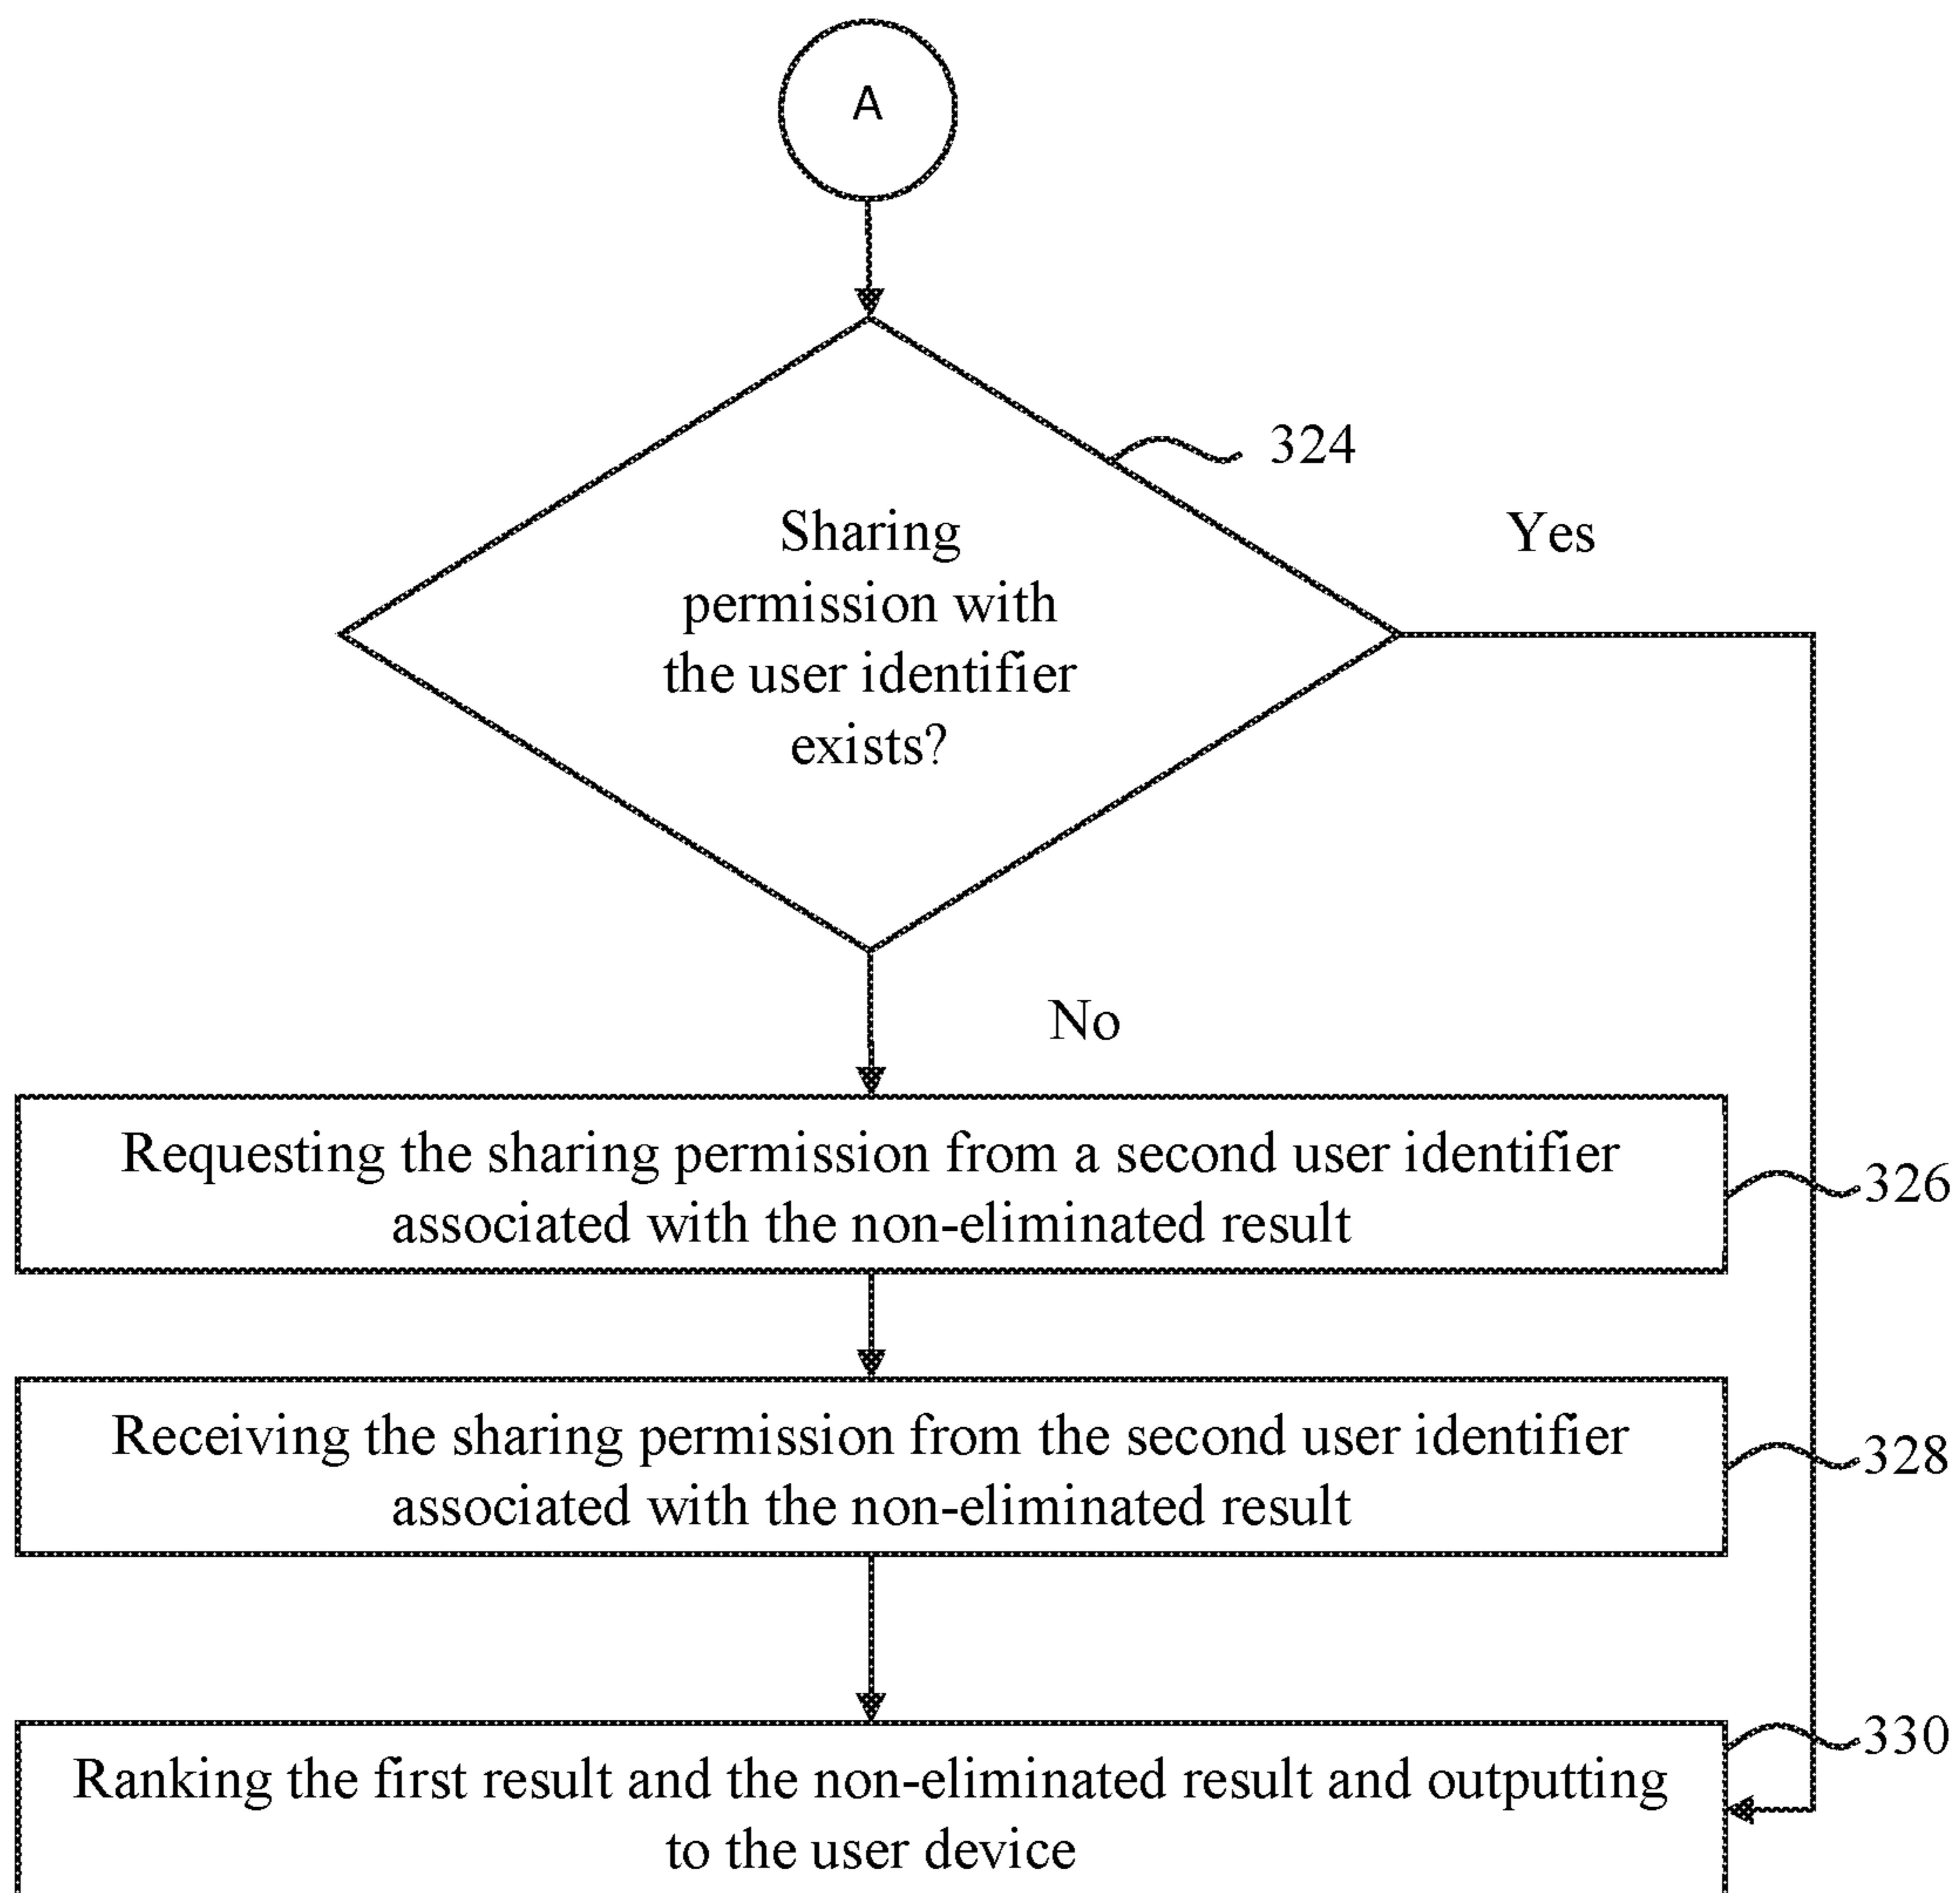 A
324
Yes
Sharing
permission with
the user identifier
exists?
No
Requesting the sharing permission from a second user identifier
associated with the non-eliminated result
326
Receiving the sharing permission from the second user identifier
associated with the non-eliminated result
328
330
Ranking the first result and the non-eliminated result and outputting
to the user device